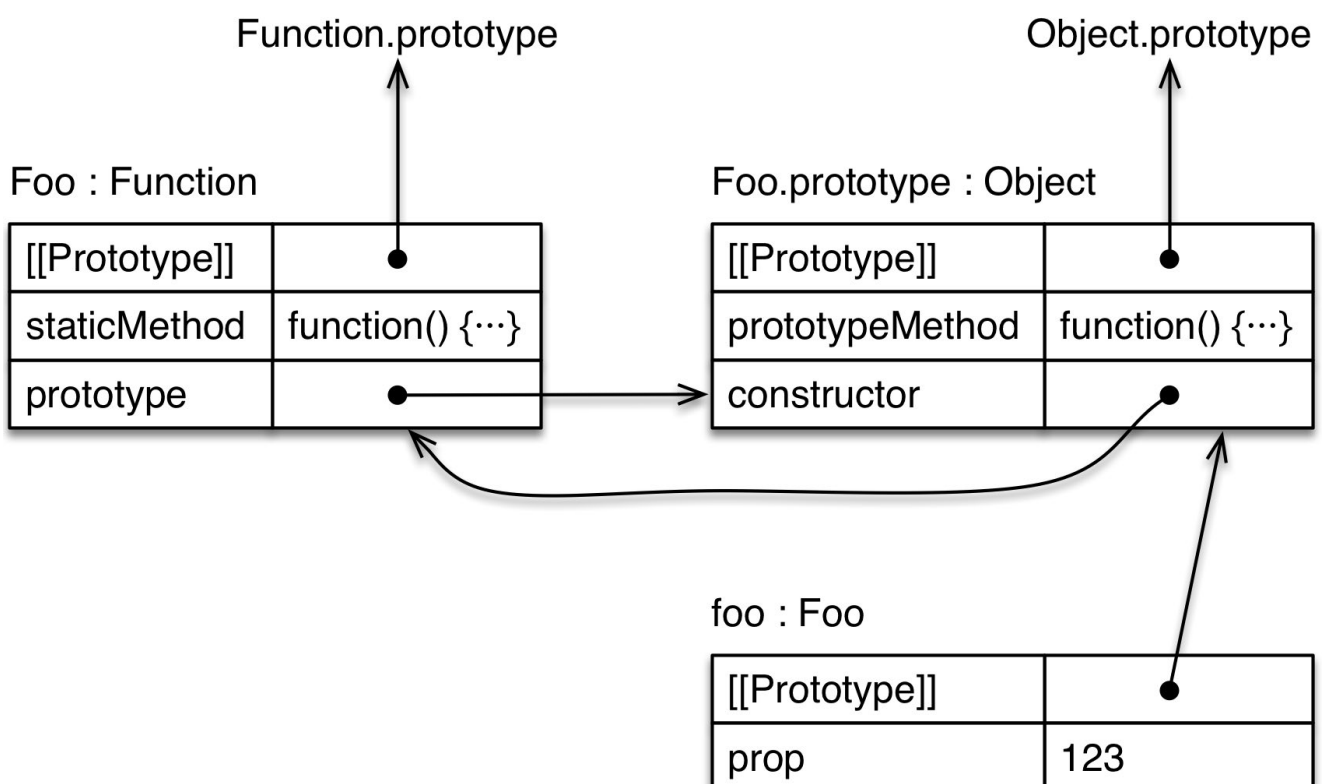 Function.prototype
Object.prototype
Foo : Function
[[Prototype]]
staticMethod function() {···}
prototype
Foo.prototype : Object
[[Prototype]]
prototypeMethod function() {···}
constructor
foo : Foo
[[Prototype]]
prop 123